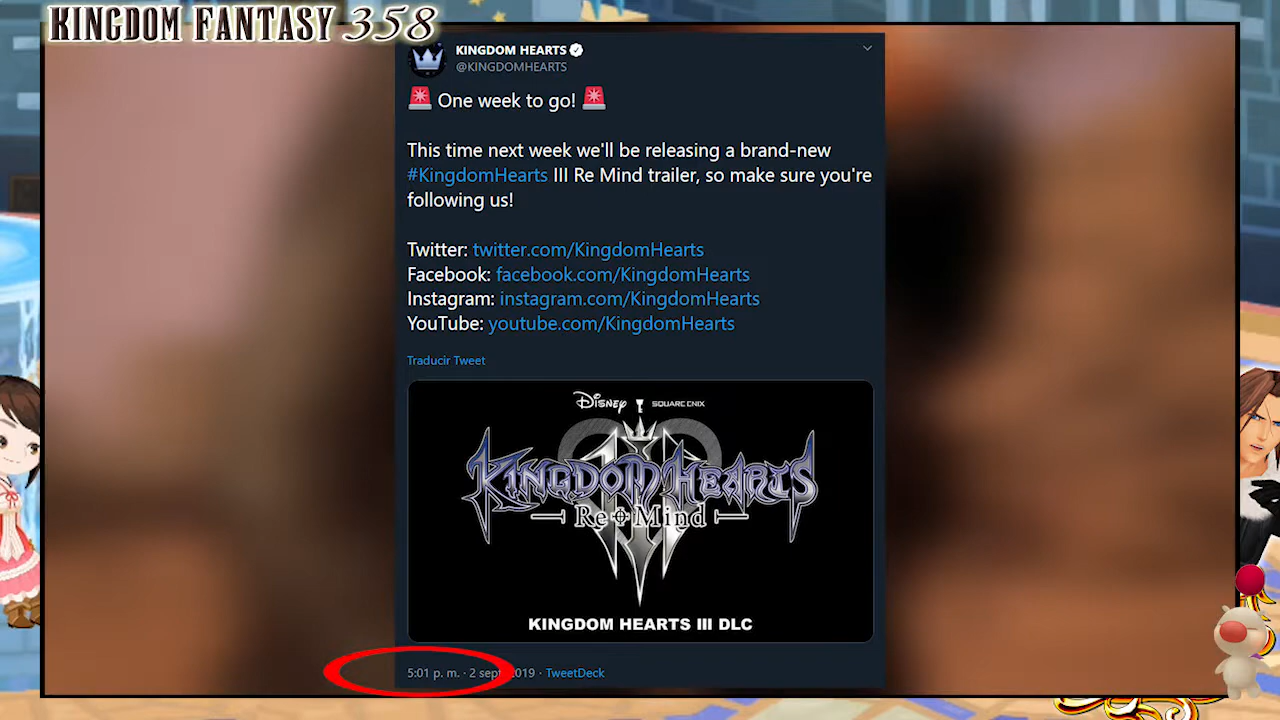 KINGDOM FANTASY 358
KINGDOM HEARTS
@KINGDOMHEARTS
One week to go!
This time next week we'll be releasing a brand-new
#KingdomHearts III Re Mind trailer, so make sure you're
following us!
Twitter: twitter.com/KingdomHearts
Facebook: facebook.com/KingdomHearts
Instagram: instagram.com/KingdomHearts
YouTube: youtube.com/KingdomHearts
Traducir Tweet
Disney SQUARE ENIX
KINGDOM HEARTS
III
Re Mind
KINGDOM HEARTS III DLC
5:01 p. m. · 2 sept 2019 · TweetDeck